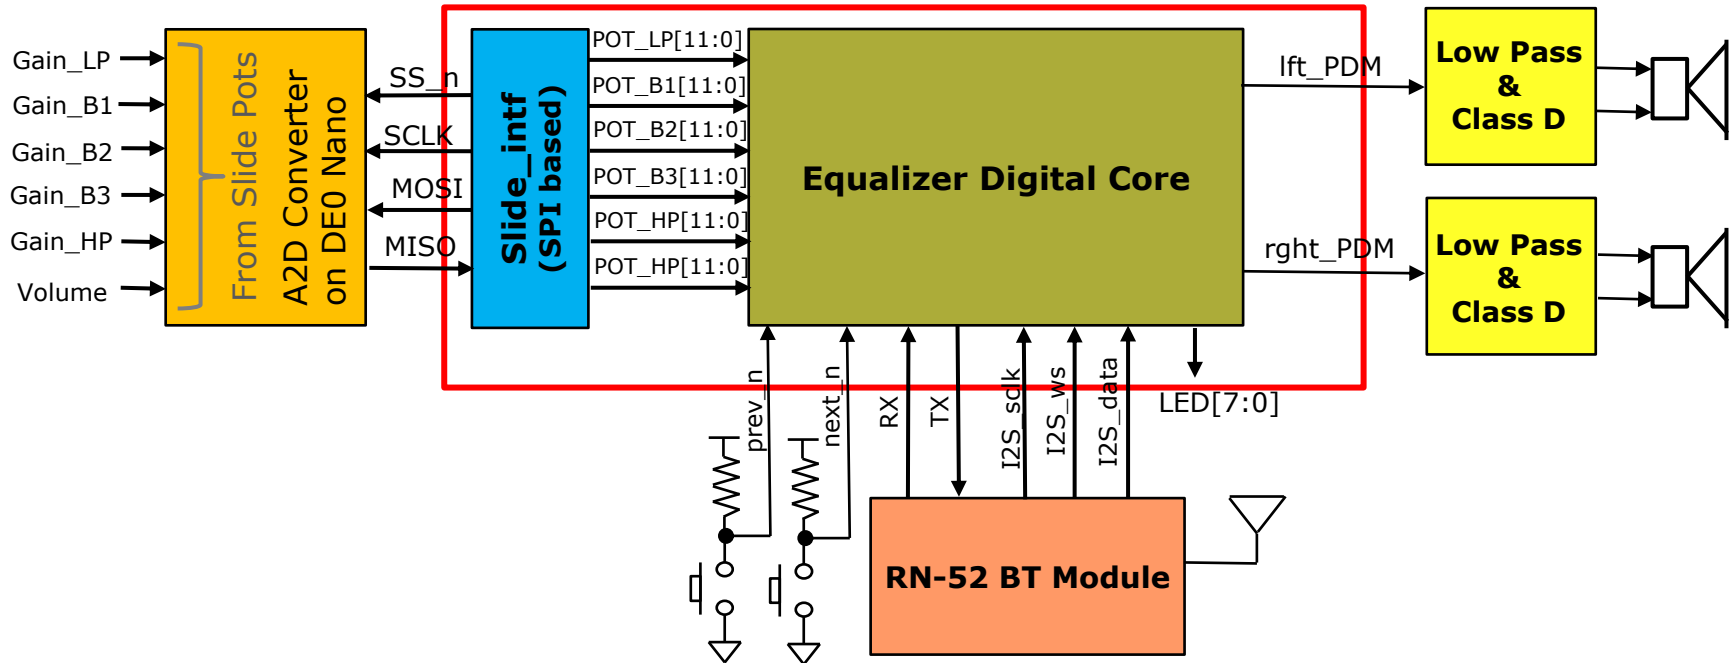 Gain_LP
Gain_B1
Gain_B2
Gain_B3
Gain_HP
Volume
From Slide Pots
A2D Converter
on DE0 Nano
SS_n
SCLK
MOSI
MISO
Slide_intf
(SPI based)
POT_LP[11:0]
POT_B1[11:0]
POT_B2[11:0]
POT_B3[11:0]
POT_HP[11:0]
POT_HP[11:0]
Equalizer Digital Core
lft_PDM
rght_PDM
Low Pass
&
Class D
Low Pass
&
Class D
prev_n
next_n
RX
TX
I2S_sclk
I2S_ws
I2S_data
LED[7:0]
RN-52 BT Module